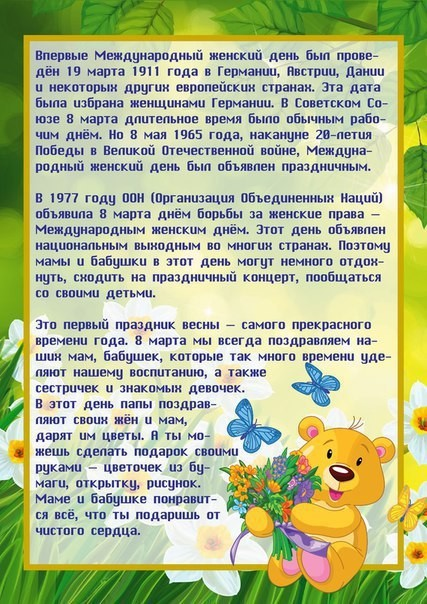 Впервые Международный женский день был прове-
дён 19 марта 1911 года в Германии, Австрии, Дании
и некоторых других европейских странах. Эта дата
была избрана женщинами Германии. В Советском Со-
юзе 8 марта длительное время было обычным рабо-
чим днём. Но 8 мая 1965 года, накануне 20-летия
Победы в Великой Отечественной войне, Междуна-
родный женский день был объявлен праздничным.
В 1977 году ООН (Организация Объединенных Наций)
объявила 8 марта днём борьбы за женские права —
Международным женским днём. Этот день объявлен
национальным выходным во многих странах. Поэтому
мамы и бабушки в этот день могут немного отдох-
нуть, сходить на праздничный концерт, пообщаться
со своими детьми.
Это первый праздник весны — самого прекрасного
времени года. 8 марта мы всегда поздравляем на-
ших мам, бабушек, которые так много времени уде-
ляют нашему воспитанию, а также
сестричек и знакомых девочек.
В этот день папы поздрав-
ляют своих жён и мам,
дарят им цветы. А ты мо-
жешь сделать подарок своими
руками — цветочек из бу-
маги, открытку, рисунок.
Маме и бабушке понравит-
ся всё, что ты подаришь от
чистого сердца.